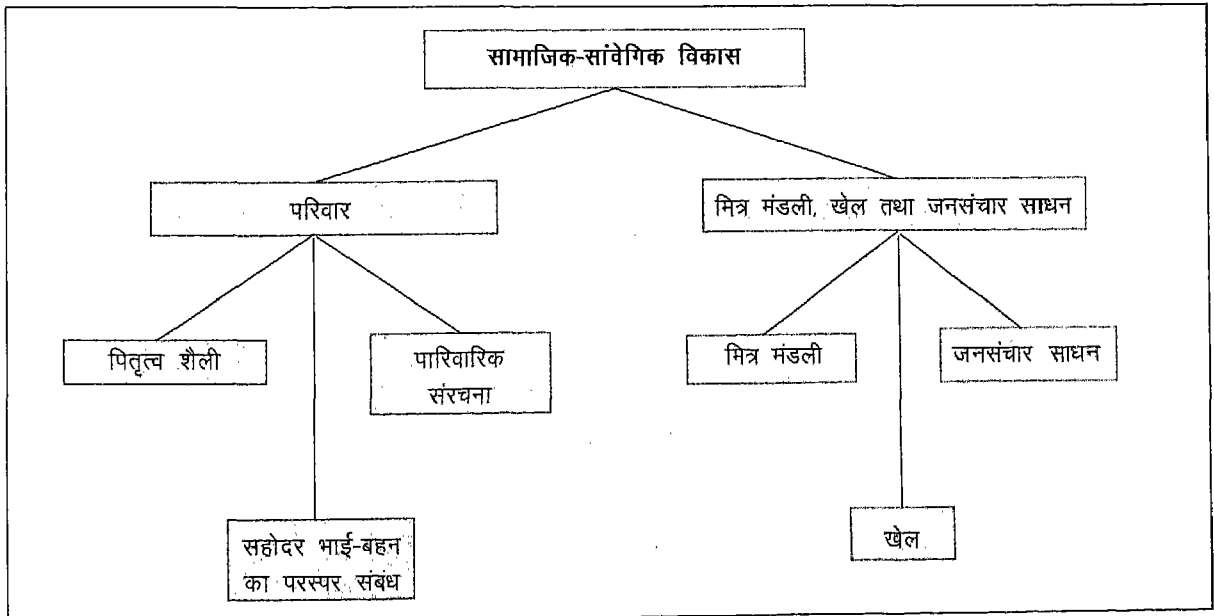 सामाजिक-सांवेगिक विकास
परिवार
मित्र मंडली, खेल तथा जनसंचार साधन
पितृत्व शैली
पारिवारिक
संरचना
मित्र मंडली
जनसंचार साधन
सहोदर भाई-बहन
का परस्पर संबंध
खेल